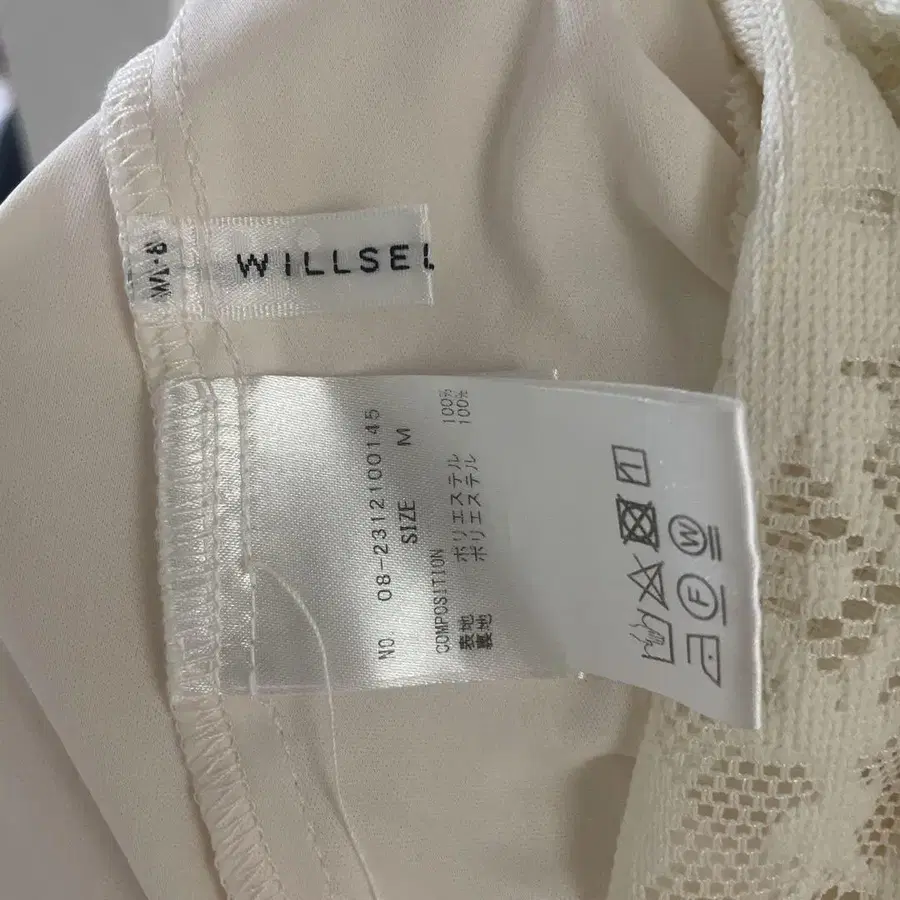 WILLSEL
NO 08-2312100145
SIZE M
COMPOSITION
表地 ポリエステル 100%
裏地 ポリエステル 100%
W
F